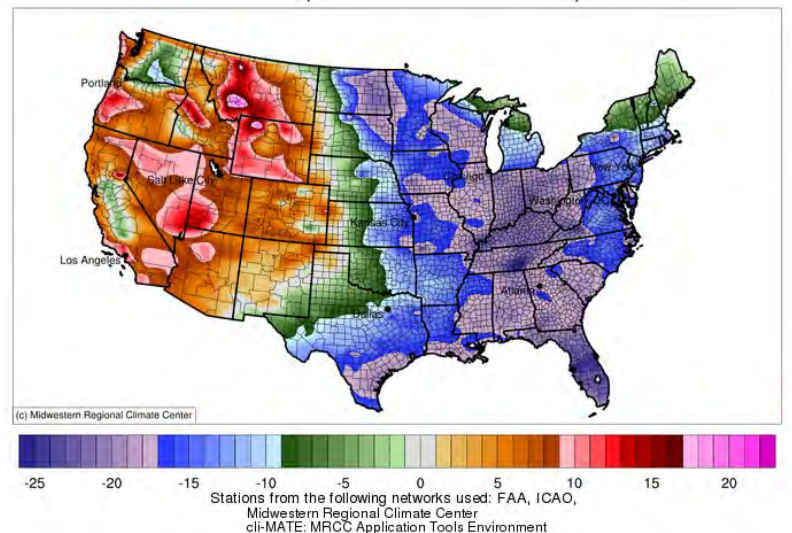 Portland
Salt Lake City
Chicago
New York
Washington DC
Kansas City
Los Angeles
Atlanta
Dallas
(c) Midwestern Regional Climate Center
-25 -20 -15 -10 -5 0 5 10 15 20
Stations from the following networks used: FAA, ICAO,
Midwestern Regional Climate Center
cli-MATE: MRCC Application Tools Environment